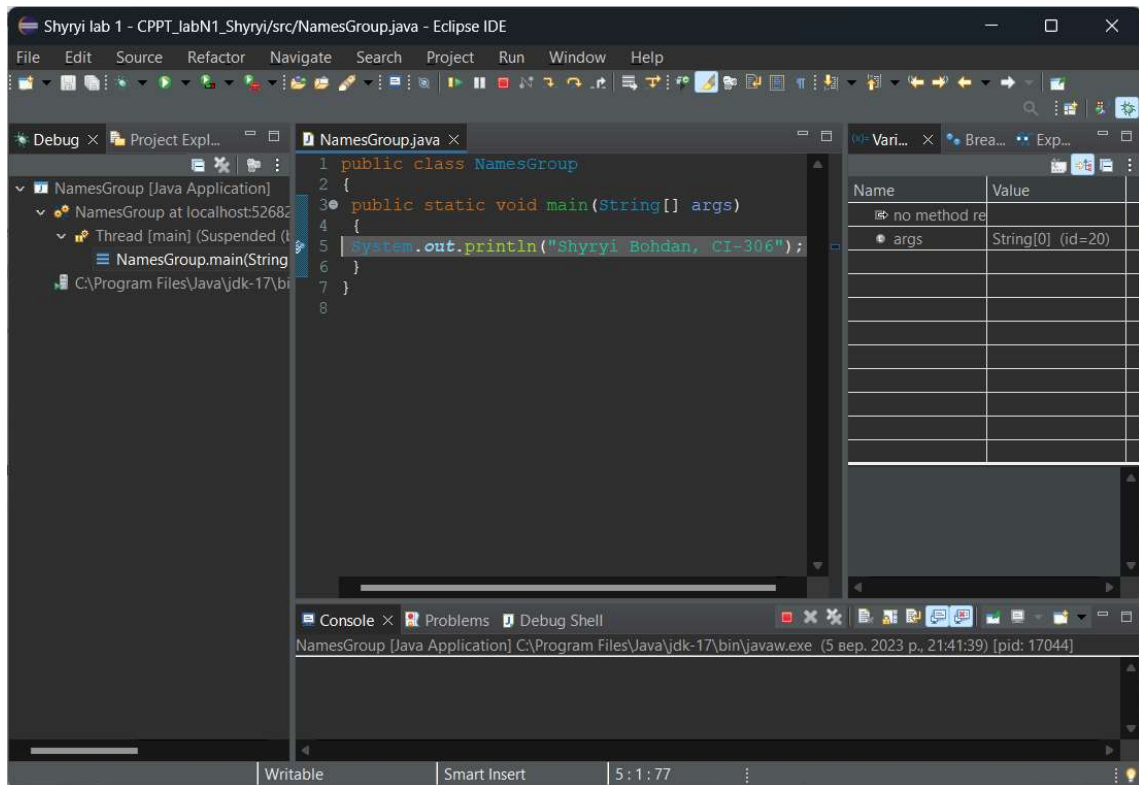 Shyryi lab 1 - CPPT_labN1_Shyryi/src/NamesGroup.java - Eclipse IDE
File Edit Source Refactor Navigate Search Project Run Window Help
Debug Project Expl...
NamesGroup [Java Application]
NamesGroup at localhost:52682
Thread [main] (Suspended (b
NamesGroup.main(String
C:\Program Files\Java\jdk-17\bi
NamesGroup.java
1 public class NamesGroup
2 {
3 public static void main(String[] args)
4 {
5 System.out.println("Shyryi Bohdan, CI-306");
6 }
7 }
8
Vari... Brea... Exp...
Name Value
no method re
args String[0] (id=20)
Console Problems Debug Shell
NamesGroup [Java Application] C:\Program Files\Java\jdk-17\bin\javaw.exe (5 вер. 2023 р., 21:41:39) [pid: 17044]
Writable Smart Insert 5 : 1 : 77